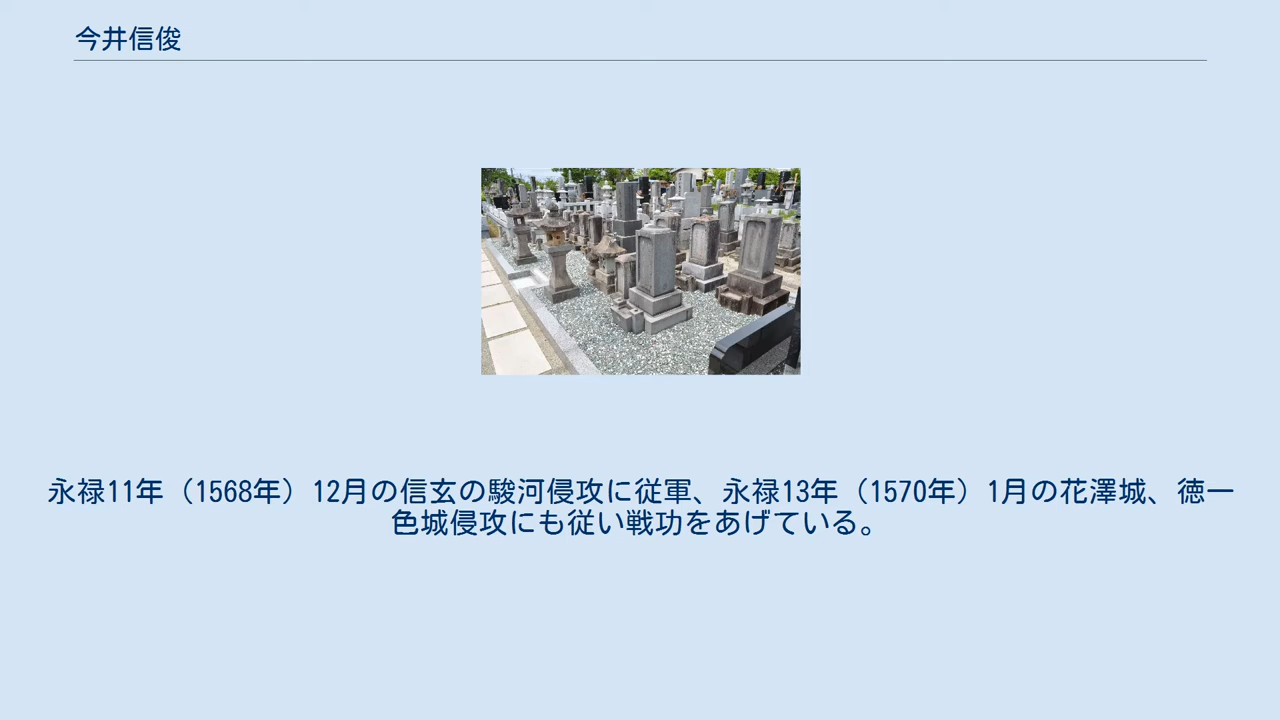 今井信俊
永禄11年（1568年）12月の信玄の駿河侵攻に従軍、永禄13年（1570年）1月の花澤城、徳一
色城侵攻にも従い戦功をあげている。